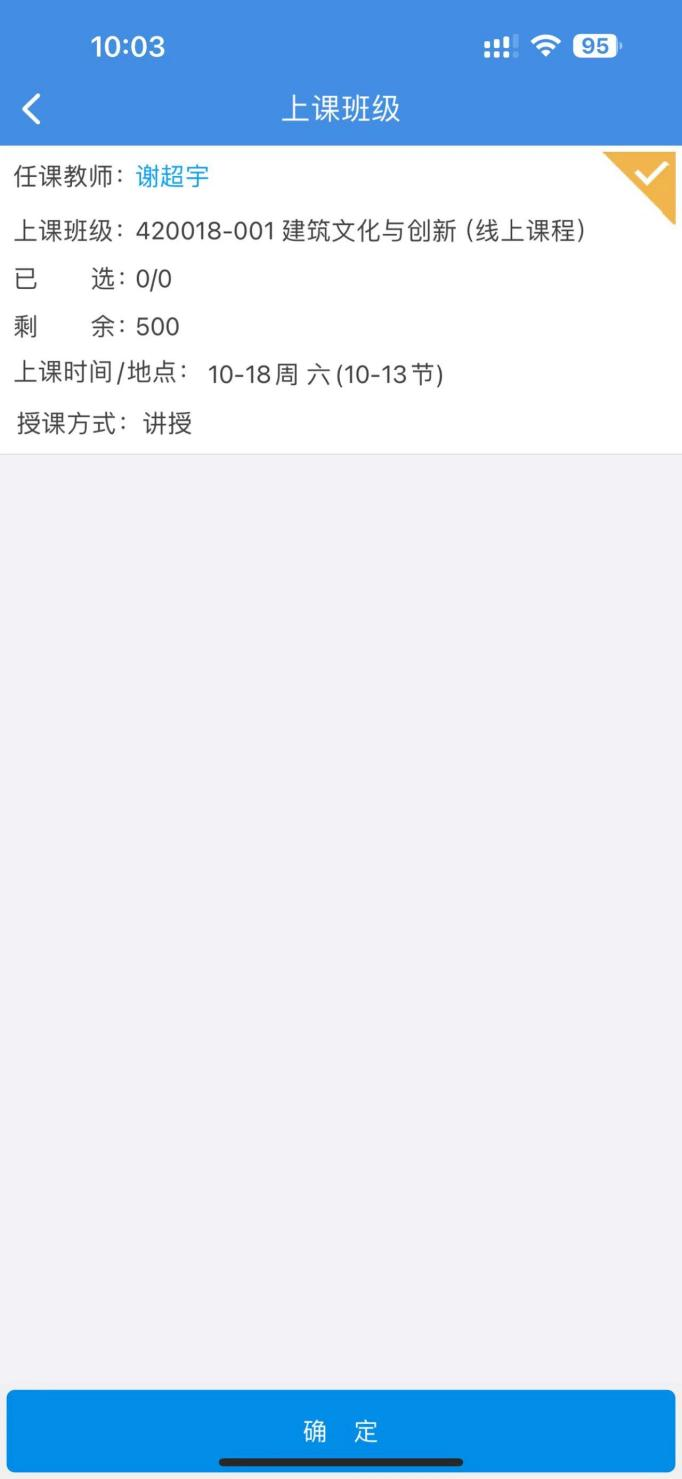 10:03
95
上课班级
任课教师：谢超宇
上课班级：420018-001 建筑文化与创新（线上课程）
已 选：0/0
剩 余：500
上课时间/地点： 10-18周 六(10-13节)
授课方式：讲授
确 定